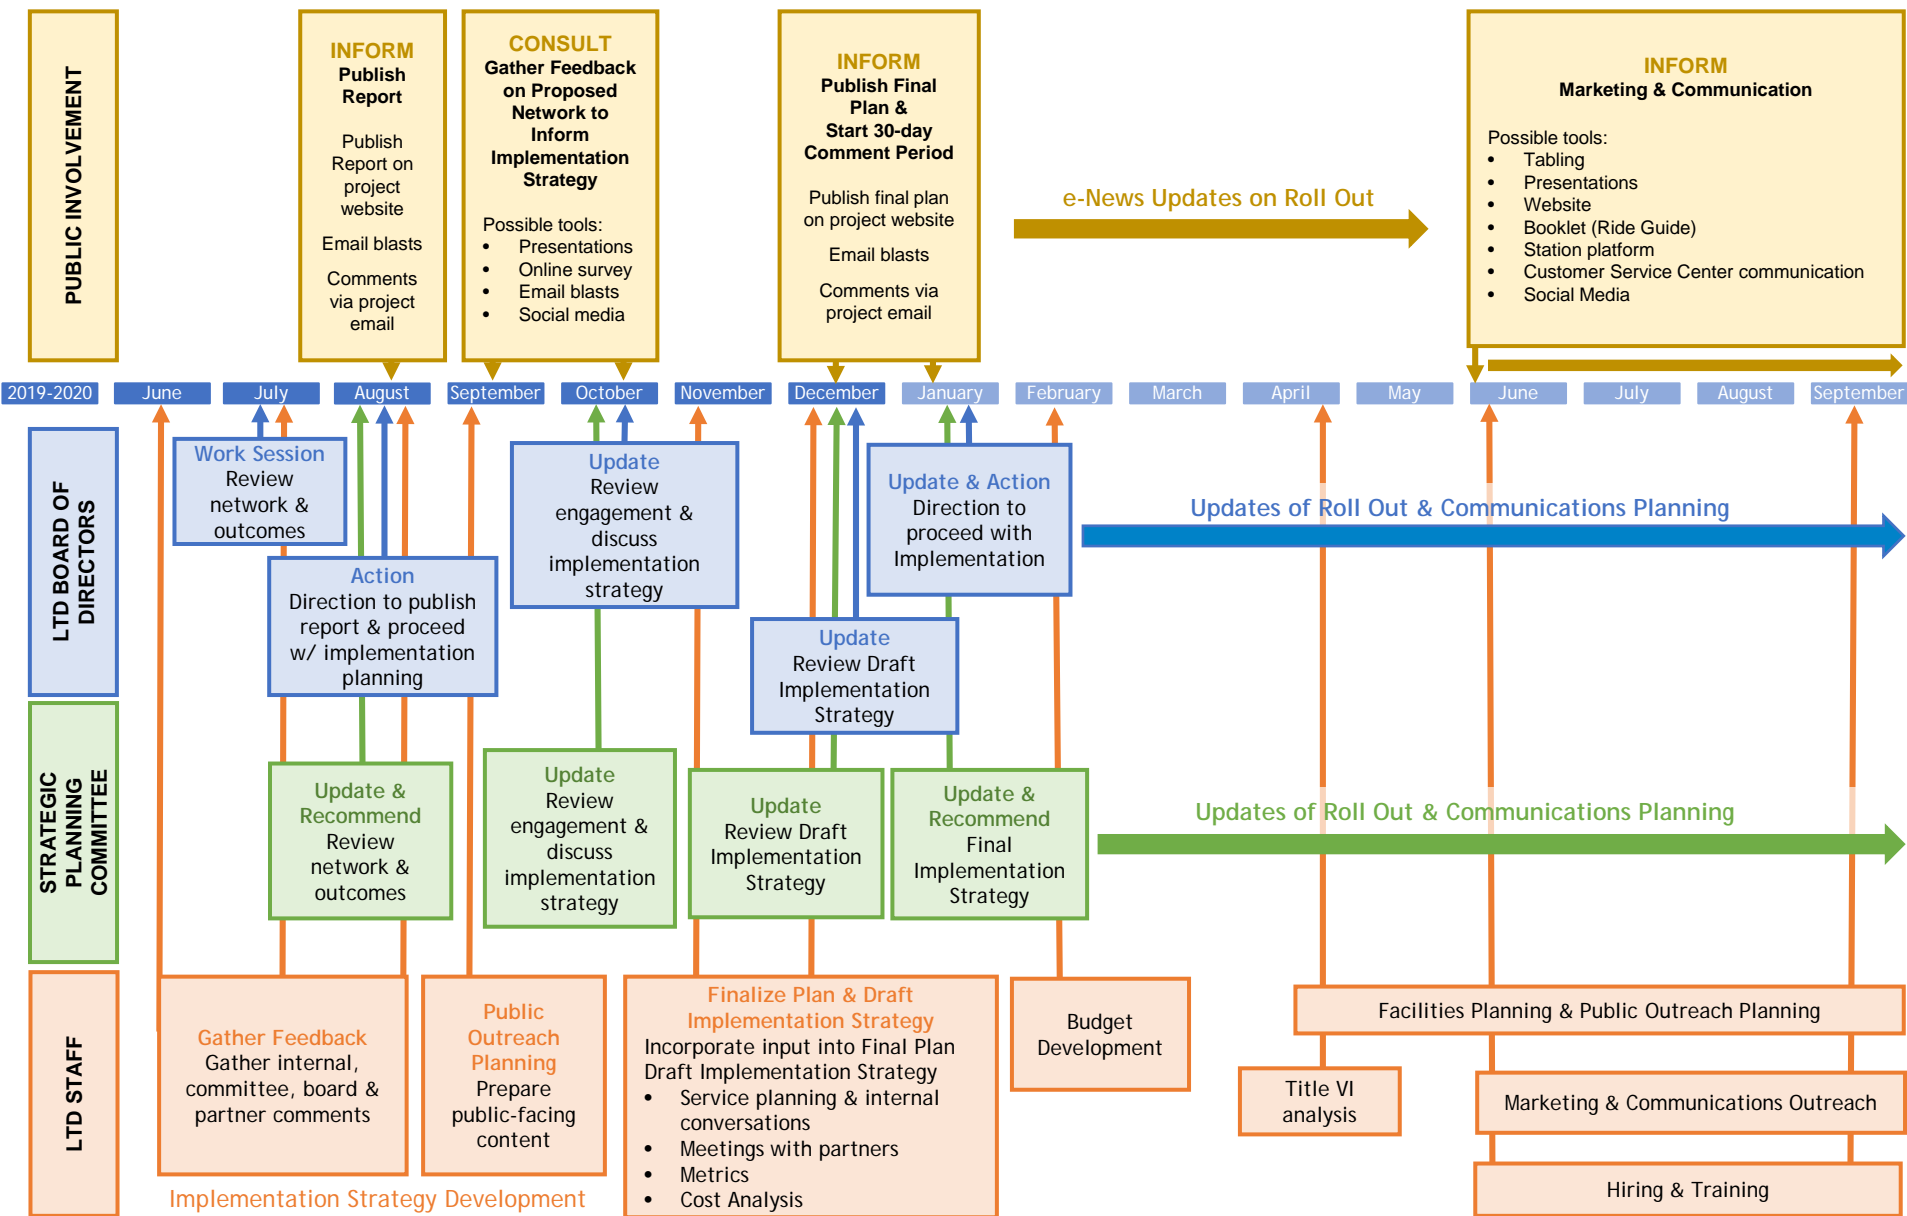 PUBLIC INVOLVEMENT
INFORM
Publish
Report
Publish
Report on
project
website
Email blasts
Comments
via project
email
CONSULT
Gather Feedback
on Proposed
Network to
Inform
Implementation
Strategy
Possible tools:
• Presentations
• Online survey
• Email blasts
• Social media
INFORM
Publish Final
Plan &
Start 30-day
Comment Period
Publish final plan
on project website
Email blasts
Comments via
project email
e-News Updates on Roll Out
INFORM
Marketing & Communication
Possible tools:
• Tabling
• Presentations
• Website
• Booklet (Ride Guide)
• Station platform
• Customer Service Center communication
• Social Media
2019-2020 June July August September October November December January February March April May June July August September
LTD BOARD OF
DIRECTORS
Work Session
Review
network &
outcomes
Action
Direction to publish
report & proceed
w/ implementation
planning
Update
Review
engagement &
discuss
implementation
strategy
Update
Review Draft
Implementation
Strategy
Update & Action
Direction to
proceed with
Implementation
Updates of Roll Out & Communications Planning
STRATEGIC
PLANNING
COMMITTEE
Update &
Recommend
Review
network &
outcomes
Update
Review
engagement &
discuss
implementation
strategy
Update
Review Draft
Implementation
Strategy
Update &
Recommend
Final
Implementation
Strategy
Updates of Roll Out & Communications Planning
LTD STAFF
Gather Feedback
Gather internal,
committee, board &
partner comments
Public
Outreach
Planning
Prepare
public-facing
content
Implementation Strategy Development
Finalize Plan & Draft
Implementation Strategy
Incorporate input into Final Plan
Draft Implementation Strategy
• Service planning & internal
conversations
• Meetings with partners
• Metrics
• Cost Analysis
Budget
Development
Facilities Planning & Public Outreach Planning
Title VI
analysis
Marketing & Communications Outreach
Hiring & Training